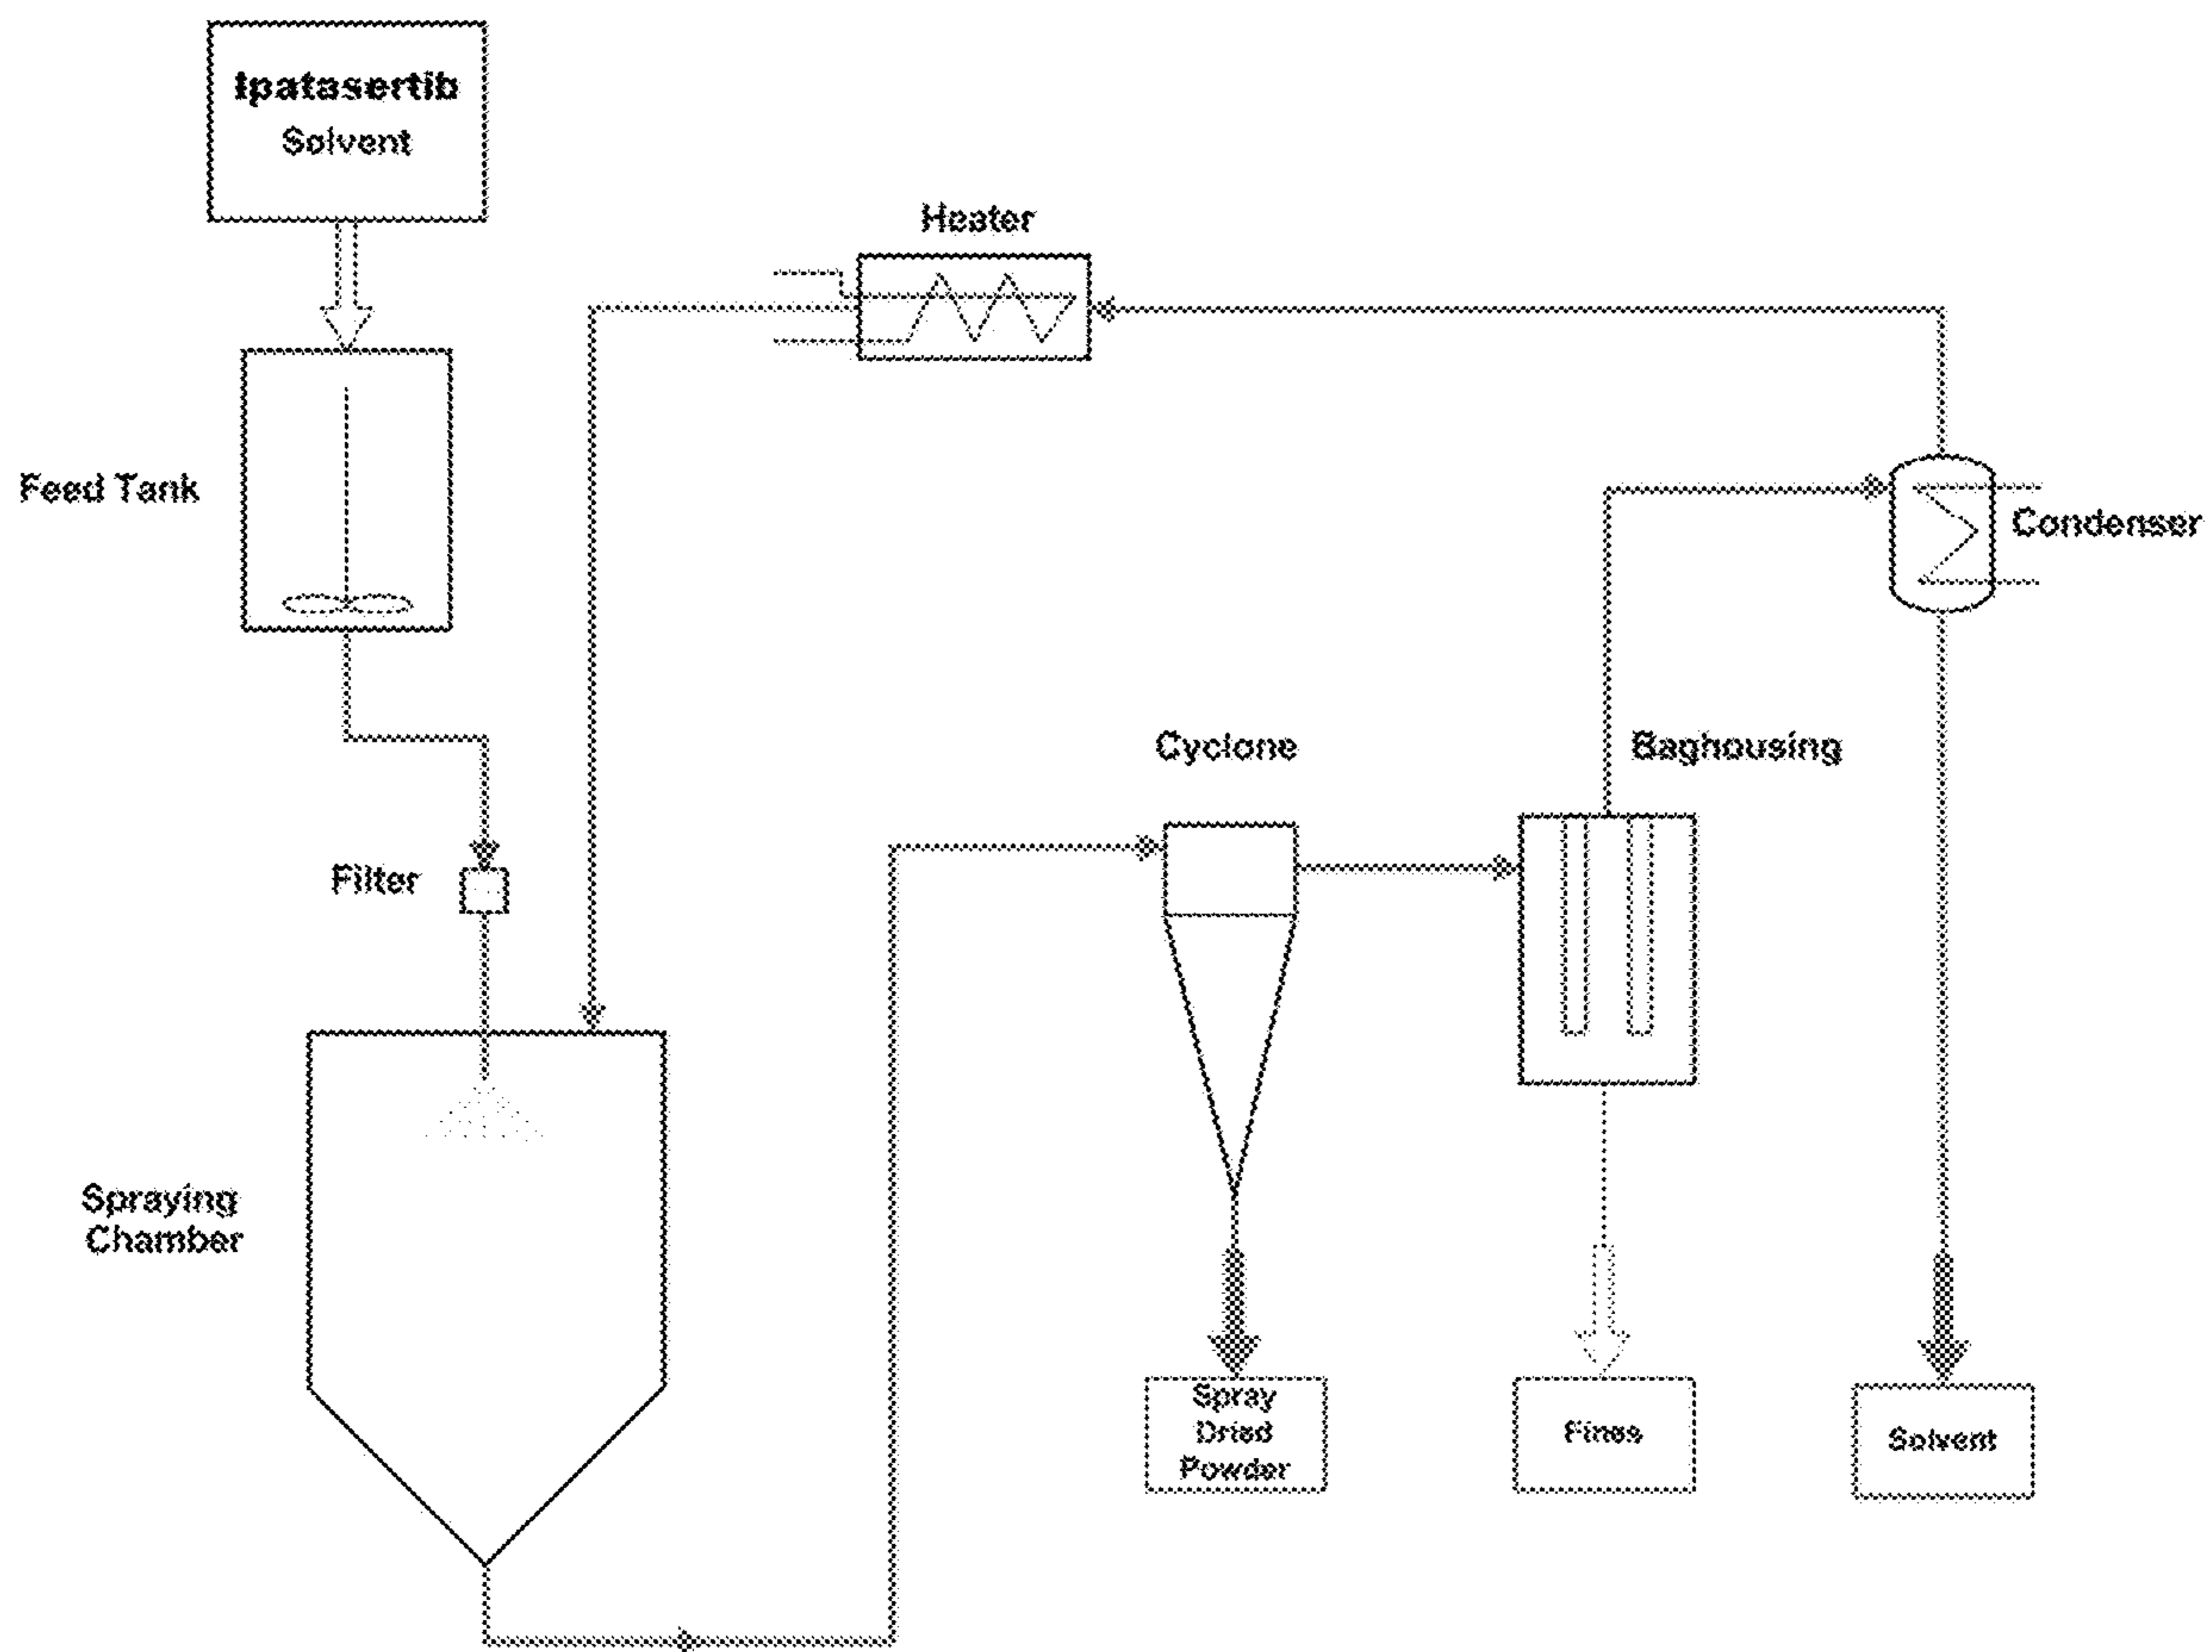 Ipatasertib
Solvent
Heater
Feed Tank
Condenser
Cyclone
Baghousing
Filter
Spraying
Chamber
Spray
Dried
Powder
Fines
Solvent